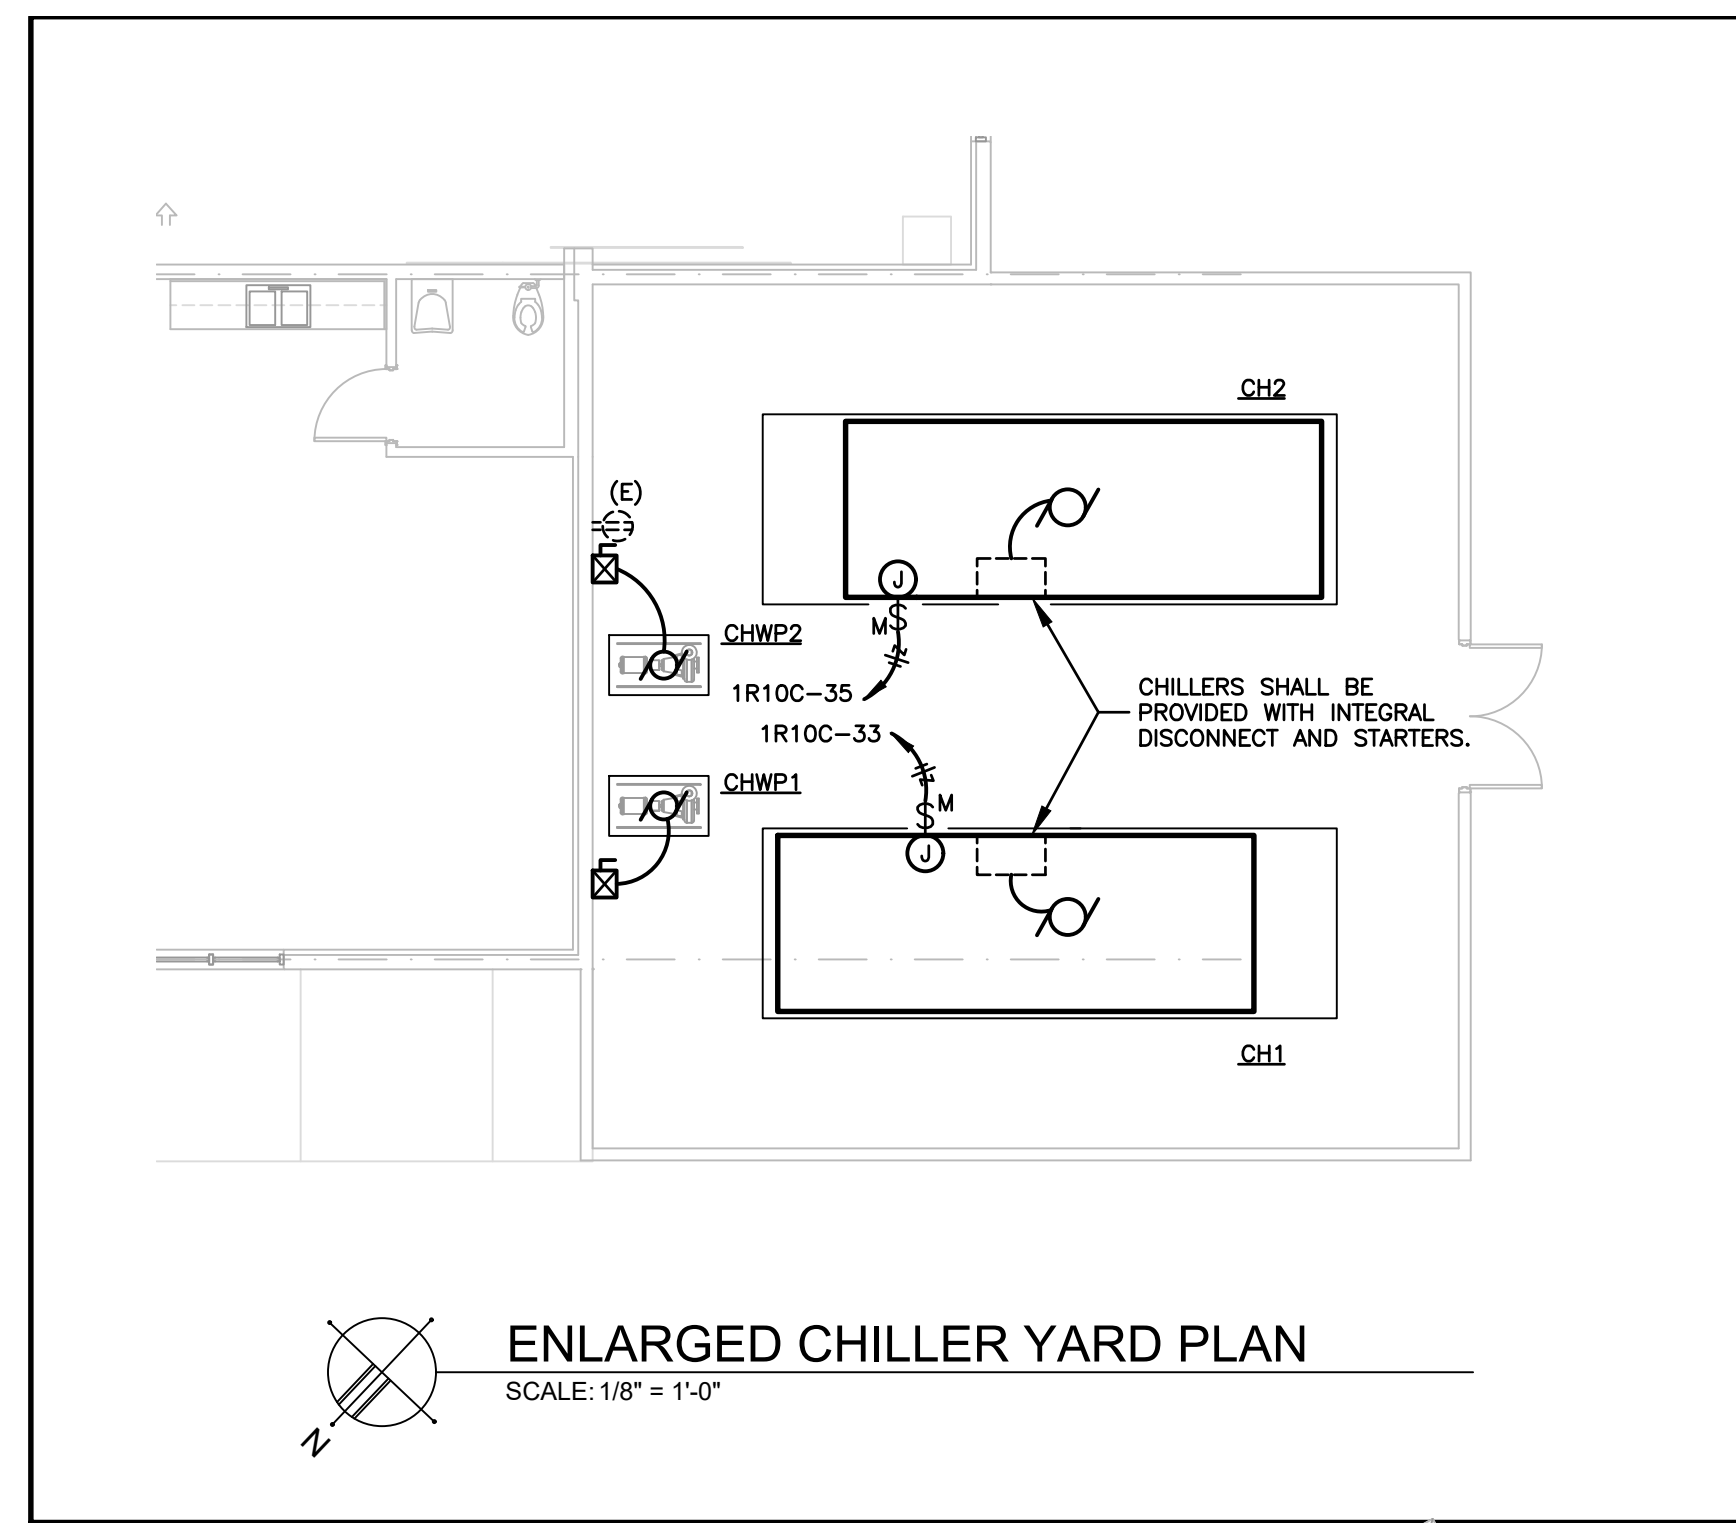 CH2
(E)
J
M
$
CHWP2
1R10C-35
CHILLERS SHALL BE
PROVIDED WITH INTEGRAL
DISCONNECT AND STARTERS.
1R10C-33
CHWP1
M
$
J
CH1
ENLARGED CHILLER YARD PLAN
SCALE: 1/8" = 1'-0"
N